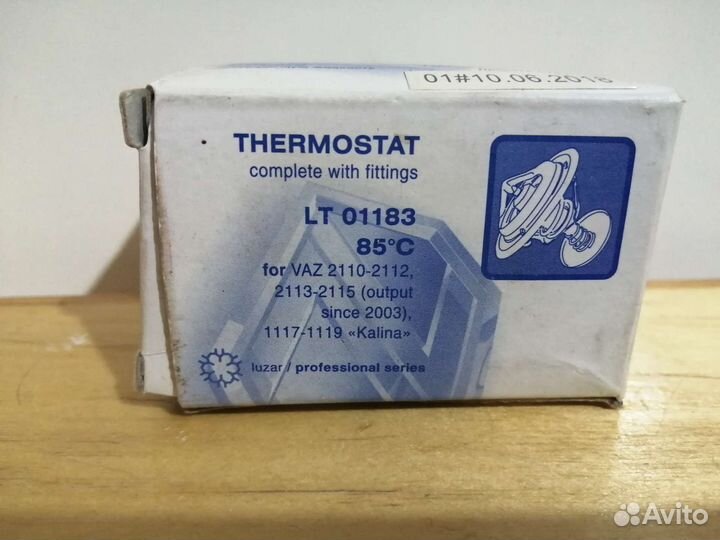 01#10.06.2018
THERMOSTAT
complete with fittings
LT 01183
85°C
for VAZ 2110-2112,
2113-2115 (output
since 2003),
1117-1119 «Kalina»
luzar / professional series
Avito